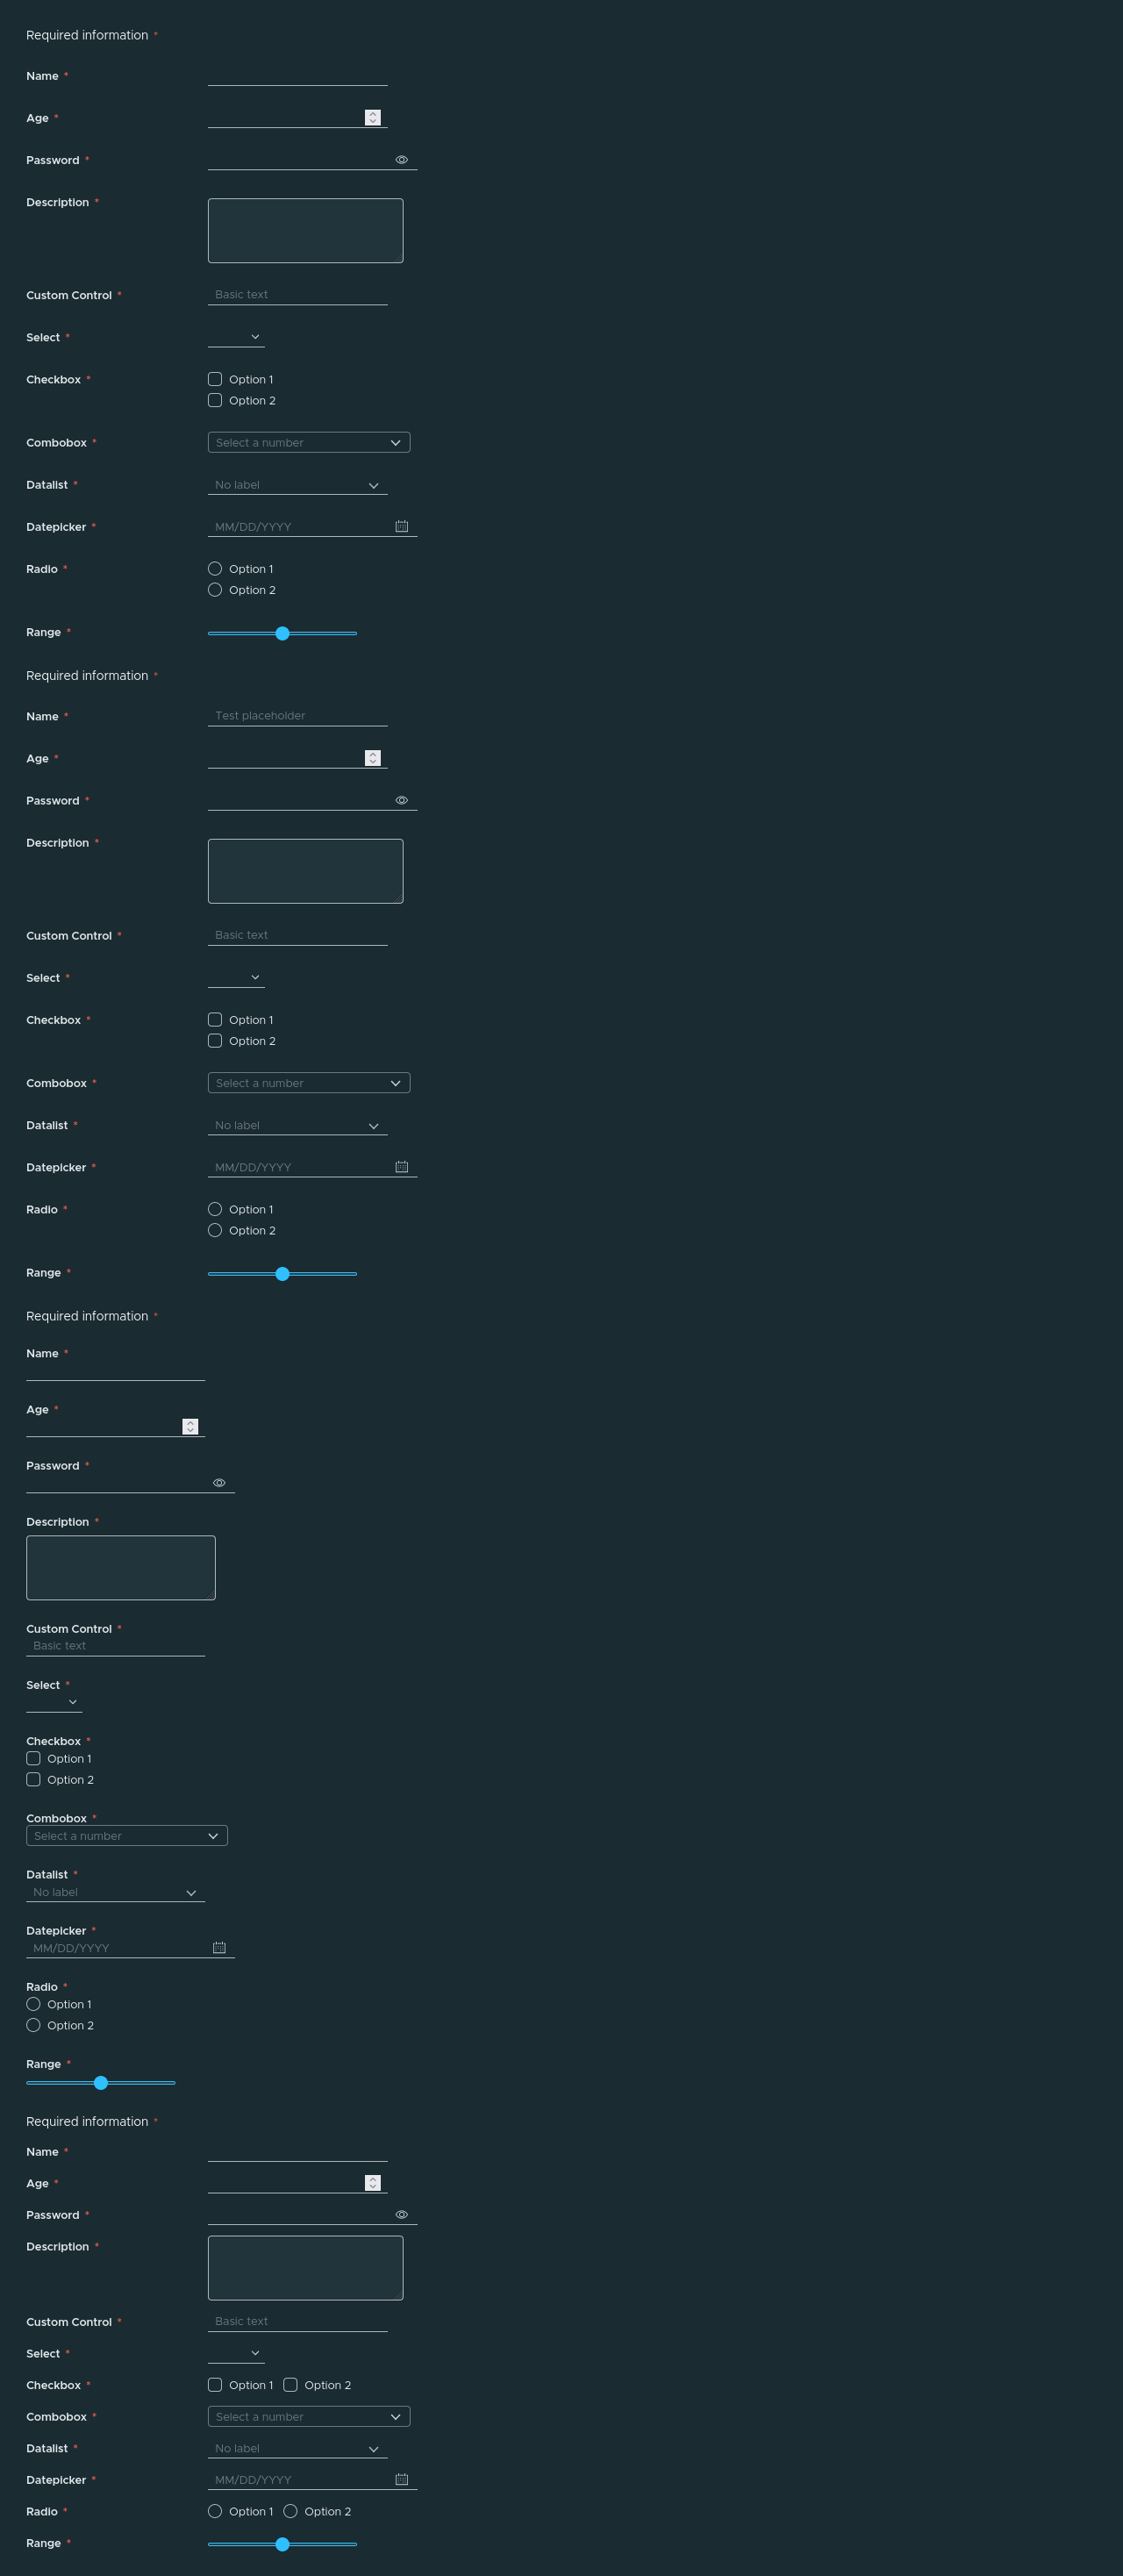 Required information *
Name *
Age *
Password *
Description *
Custom Control * Basic text
Select *
Checkbox * Option 1
Option 2
Combobox * Select a number
Datalist * No label
Datepicker * MM/DD/YYYY
Radio * Option 1
Option 2
Range *
Required information *
Name * Test placeholder
Age *
Password *
Description *
Custom Control * Basic text
Select *
Checkbox * Option 1
Option 2
Combobox * Select a number
Datalist * No label
Datepicker * MM/DD/YYYY
Radio * Option 1
Option 2
Range *
Required information *
Name *
Age *
Password *
Description *
Custom Control *
Basic text
Select *
Checkbox *
Option 1
Option 2
Combobox *
Select a number
Datalist *
No label
Datepicker *
MM/DD/YYYY
Radio *
Option 1
Option 2
Range *
Required information *
Name *
Age *
Password *
Description *
Custom Control * Basic text
Select *
Checkbox * Option 1 Option 2
Combobox * Select a number
Datalist * No label
Datepicker * MM/DD/YYYY
Radio * Option 1 Option 2
Range *